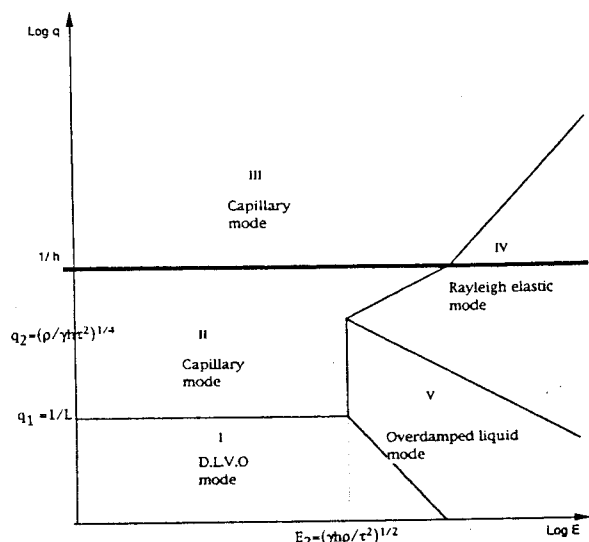 Log q
III
Capillary
mode
1/h
IV
Rayleigh elastic
mode
q₂=(ρ/γhτ²)^1/4
II
Capillary
mode
V
q₁=1/L
I
Overdamped liquid
mode
D.L.V.O
mode
E₂=(γhρ/τ²)^1/2
Log E